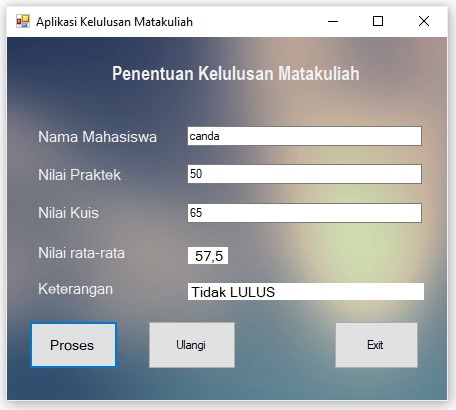 Aplikasi Kelulusan Matakuliah
Penentuan Kelulusan Matakuliah
Nama Mahasiswa canda
Nilai Praktek 50
Nilai Kuis 65
Nilai rata-rata 57,5
Keterangan Tidak LULUS
Proses Ulangi Exit